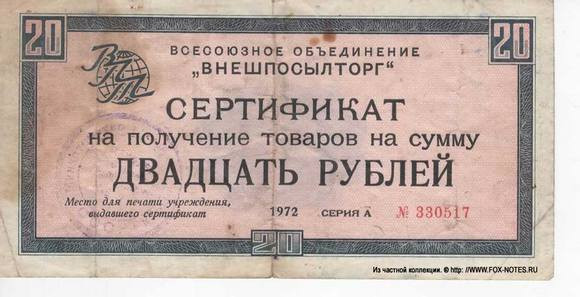 20 20
ВСЕСОЮЗНОЕ ОБЪЕДИНЕНИЕ
„ВНЕШПОСЫЛТОРГ“
ВПТ
СЕРТИФИКАТ
на получение товаров на сумму
ДВАДЦАТЬ РУБЛЕЙ
Место для печати учреждения,
выдавшего сертификат
1972 СЕРИЯ А № 330517
20
Из частной коллекции. © http: //WWW.FOX-NOTES.RU